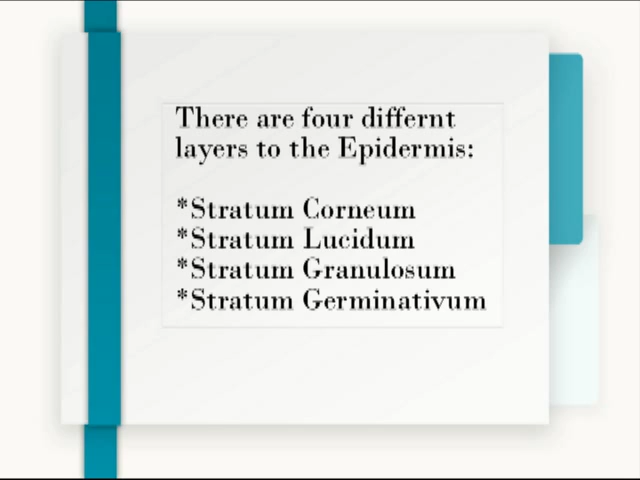 There are four differnt
layers to the Epidermis:
*Stratum Corneum
*Stratum Lucidum
*Stratum Granulosum
*Stratum Germinativum